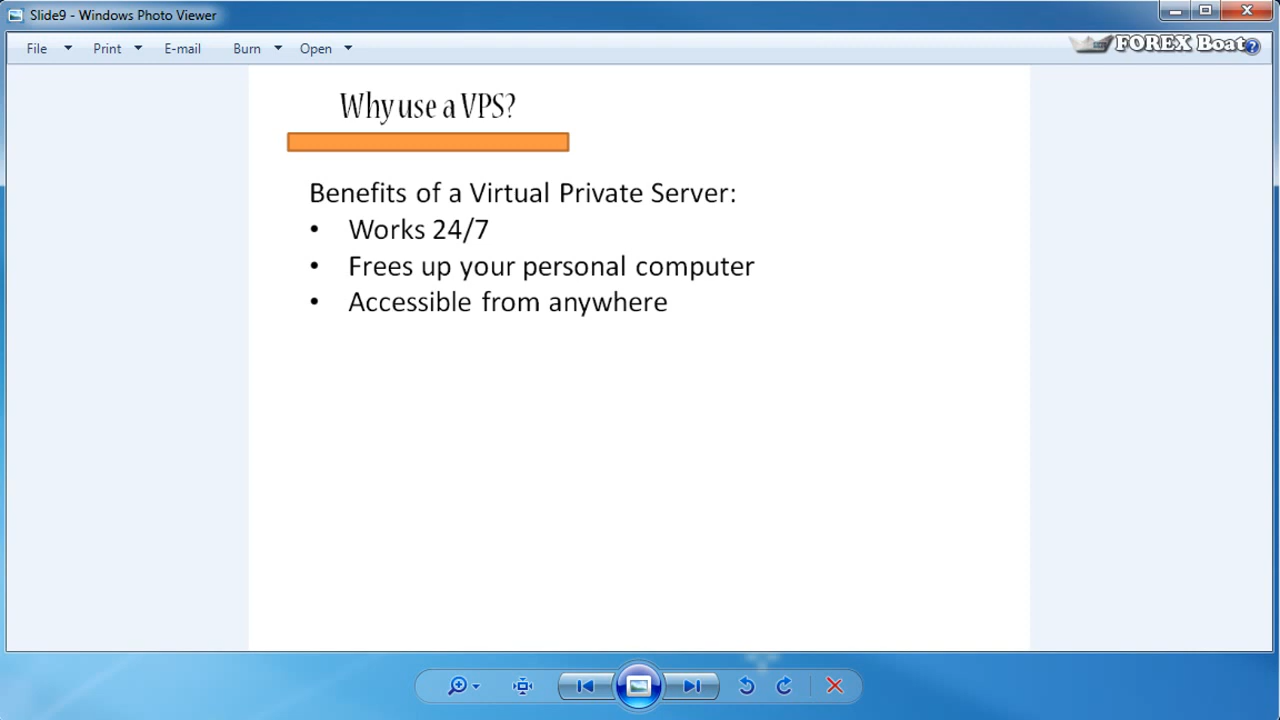 Slide9 - Windows Photo Viewer
File Print E-mail Burn Open
FOREX Boat
Why use a VPS?
Benefits of a Virtual Private Server:
• Works 24/7
• Frees up your personal computer
• Accessible from anywhere